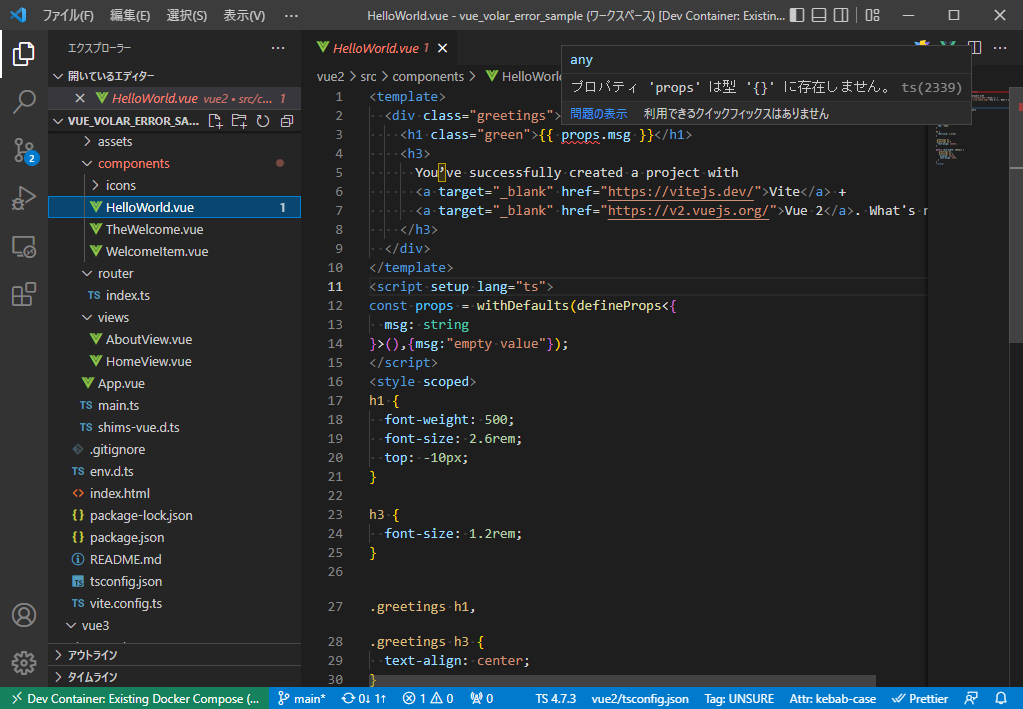 ファイル(F) 編集(E) 選択(S) 表示(V) ··· HelloWorld.vue - vue_volar_error_sample (ワークスペース) [Dev Container: Existin...
エクスプローラー ···
開いているエディター
HelloWorld.vue vue2 • src/c... 1
VUE_VOLAR_ERROR_SA...
assets
components
icons
HelloWorld.vue 1
TheWelcome.vue
WelcomeItem.vue
router
TS index.ts
views
AboutView.vue
HomeView.vue
App.vue
TS main.ts
TS shims-vue.d.ts
.gitignore
TS env.d.ts
<> index.html
{} package-lock.json
{} package.json
README.md
TS tsconfig.json
TS vite.config.ts
vue3
アウトライン
タイムライン
2
HelloWorld.vue 1
vue2 > src > components > HelloWorl
any
プロパティ 'props' は型 '{}' に存在しません。 ts(2339)
問題の表示 利用できるクイックフィックスはありません
1 <template>
2 <div class="greetings">
3 <h1 class="green">{{ props.msg }}</h1>
4 <h3>
5 You’ve successfully created a project with
6 <a target="_blank" href="https://vitejs.dev/">Vite</a> +
7 <a target="_blank" href="https://v2.vuejs.org/">Vue 2</a>. What's n
8 </h3>
9 </div>
10 </template>
11 <script setup lang="ts">
12 const props = withDefaults(defineProps<{
13 msg: string
14 }>(),{msg:"empty value"});
15 </script>
16 <style scoped>
17 h1 {
18 font-weight: 500;
19 font-size: 2.6rem;
20 top: -10px;
21 }
22
23 h3 {
24 font-size: 1.2rem;
25 }
26
27 .greetings h1,
28 .greetings h3 {
29 text-align: center;
30 }
Dev Container: Existing Docker Compose (... main* 0↓ 1↑ 1 0 0 TS 4.7.3 vue2/tsconfig.json Tag: UNSURE Attr: kebab-case Prettier